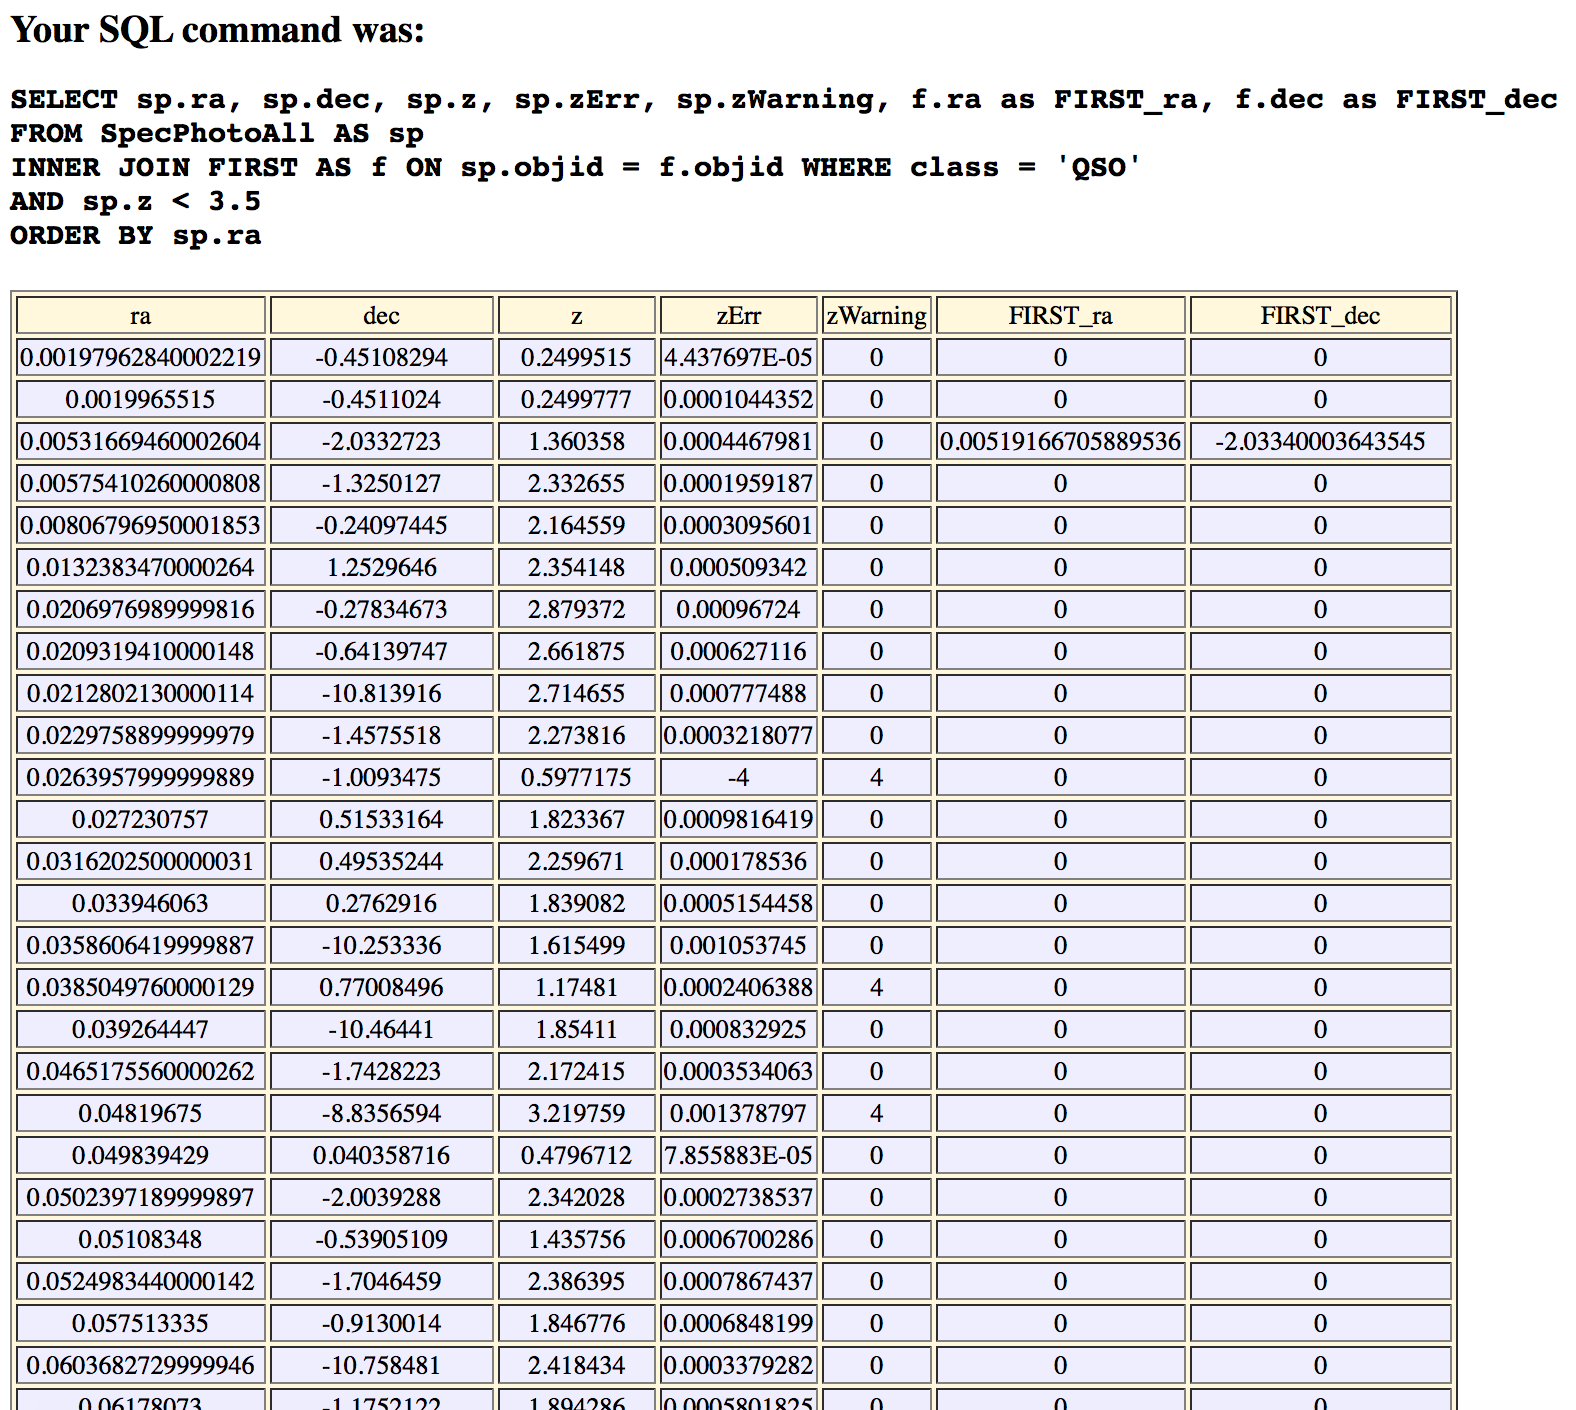 Your SQL command was:
SELECT sp.ra, sp.dec, sp.z, sp.zErr, sp.zWarning, f.ra as FIRST_ra, f.dec as FIRST_dec
FROM SpecPhotoAll AS sp
INNER JOIN FIRST AS f ON sp.objid = f.objid WHERE class = 'QSO'
AND sp.z < 3.5
ORDER BY sp.ra
ra dec z zErr zWarning FIRST_ra FIRST_dec
0.00197962840002219 -0.45108294 0.2499515 4.437697E-05 0 0 0
0.0019965515 -0.4511024 0.2499777 0.0001044352 0 0 0
0.00531669460002604 -2.0332723 1.360358 0.0004467981 0 0.00519166705889536 -2.03340003643545
0.00575410260000808 -1.3250127 2.332655 0.0001959187 0 0 0
0.00806796950001853 -0.24097445 2.164559 0.0003095601 0 0 0
0.0132383470000264 1.2529646 2.354148 0.000509342 0 0 0
0.0206976989999816 -0.27834673 2.879372 0.00096724 0 0 0
0.0209319410000148 -0.64139747 2.661875 0.000627116 0 0 0
0.0212802130000114 -10.813916 2.714655 0.000777488 0 0 0
0.0229758899999979 -1.4575518 2.273816 0.0003218077 0 0 0
0.0263957999999889 -1.0093475 0.5977175 -4 4 0 0
0.027230757 0.51533164 1.823367 0.0009816419 0 0 0
0.0316202500000031 0.49535244 2.259671 0.000178536 0 0 0
0.033946063 0.2762916 1.839082 0.0005154458 0 0 0
0.0358606419999887 -10.253336 1.615499 0.001053745 0 0 0
0.0385049760000129 0.77008496 1.17481 0.0002406388 4 0 0
0.039264447 -10.46441 1.85411 0.000832925 0 0 0
0.0465175560000262 -1.7428223 2.172415 0.0003534063 0 0 0
0.04819675 -8.8356594 3.219759 0.001378797 4 0 0
0.049839429 0.040358716 0.4796712 7.855883E-05 0 0 0
0.0502397189999897 -2.0039288 2.342028 0.0002738537 0 0 0
0.05108348 -0.53905109 1.435756 0.0006700286 0 0 0
0.0524983440000142 -1.7046459 2.386395 0.0007867437 0 0 0
0.057513335 -0.9130014 1.846776 0.0006848199 0 0 0
0.0603682729999946 -10.758481 2.418434 0.0003379282 0 0 0
0.06178073 -1.1752122 1.894286 0.0005801825 0 0 0